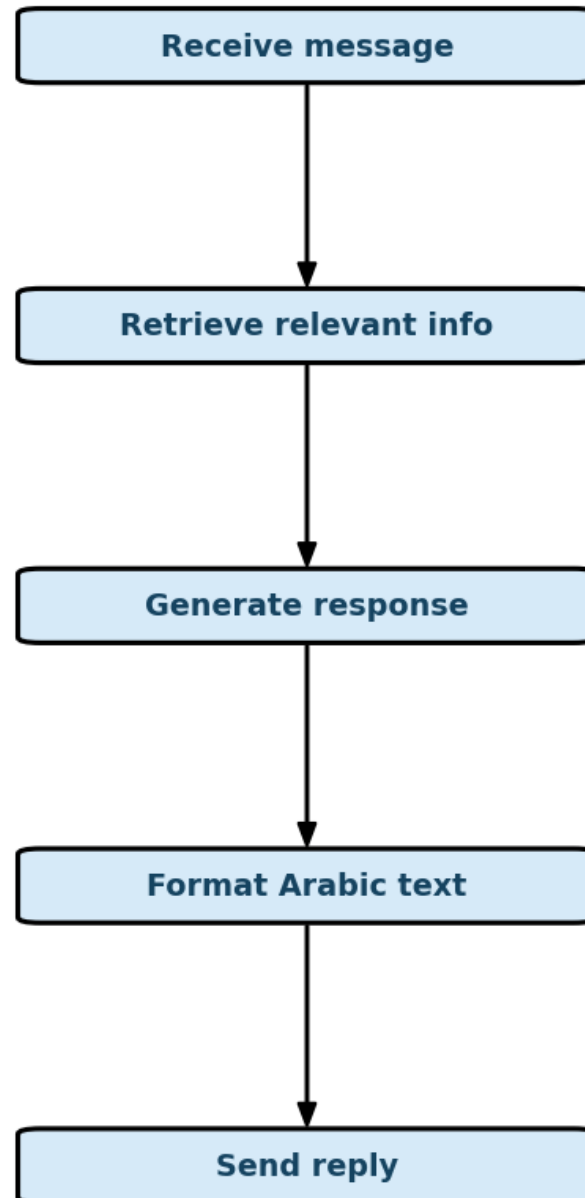 Receive message
Retrieve relevant info
Generate response
Format Arabic text
Send reply